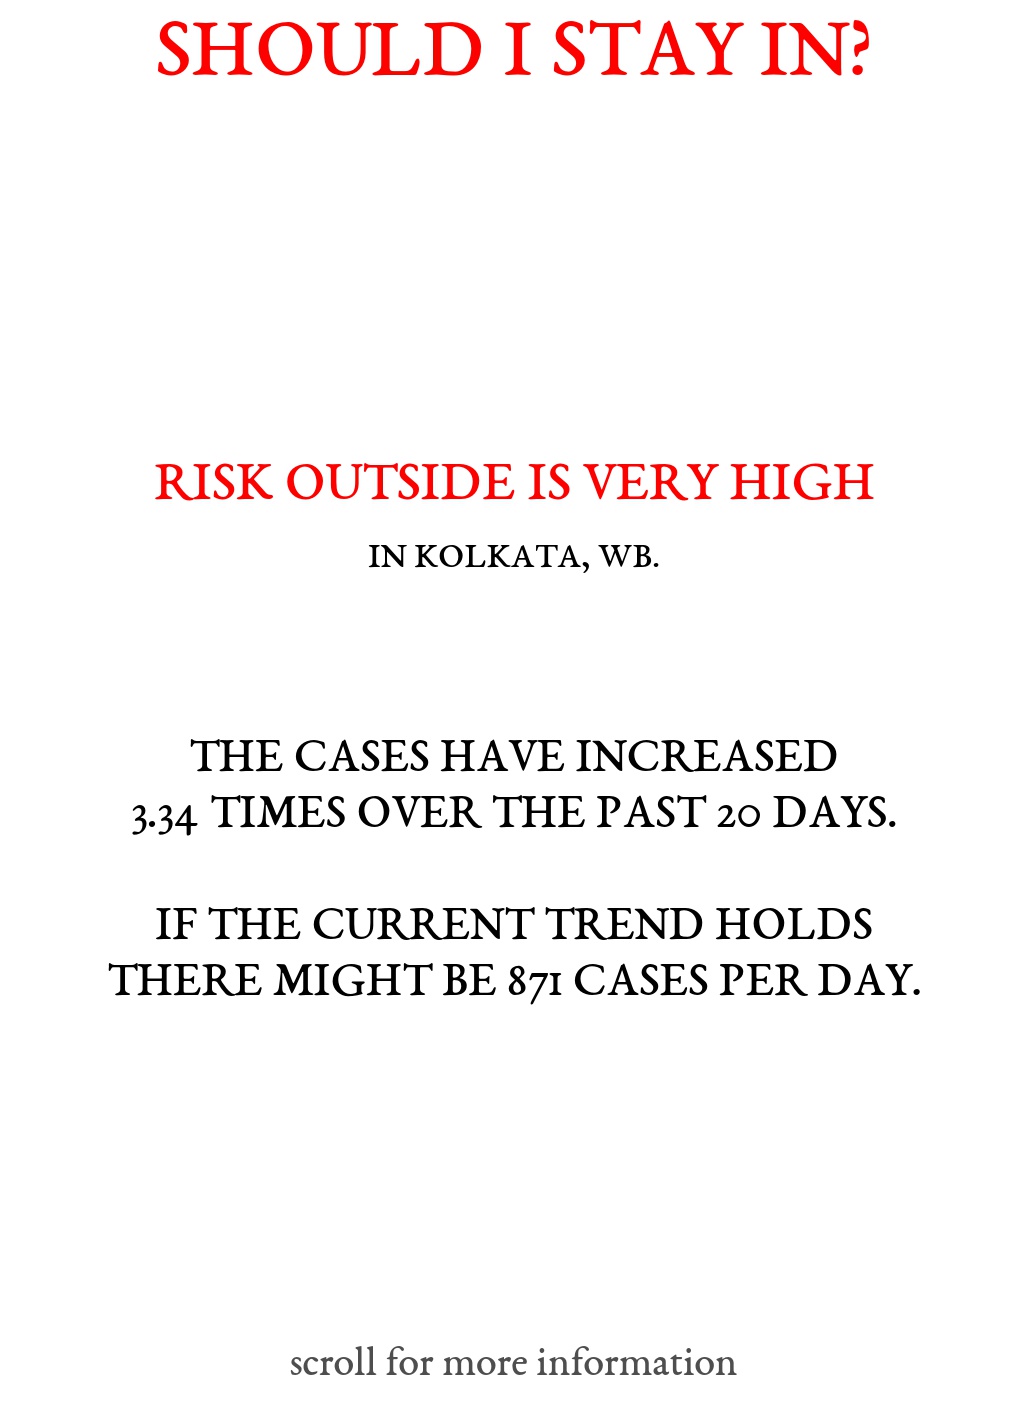 SHOULD I STAY IN?
RISK OUTSIDE IS VERY HIGH
IN KOLKATA, WB.
THE CASES HAVE INCREASED
3.34 TIMES OVER THE PAST 20 DAYS.
IF THE CURRENT TREND HOLDS
THERE MIGHT BE 871 CASES PER DAY.
scroll for more information